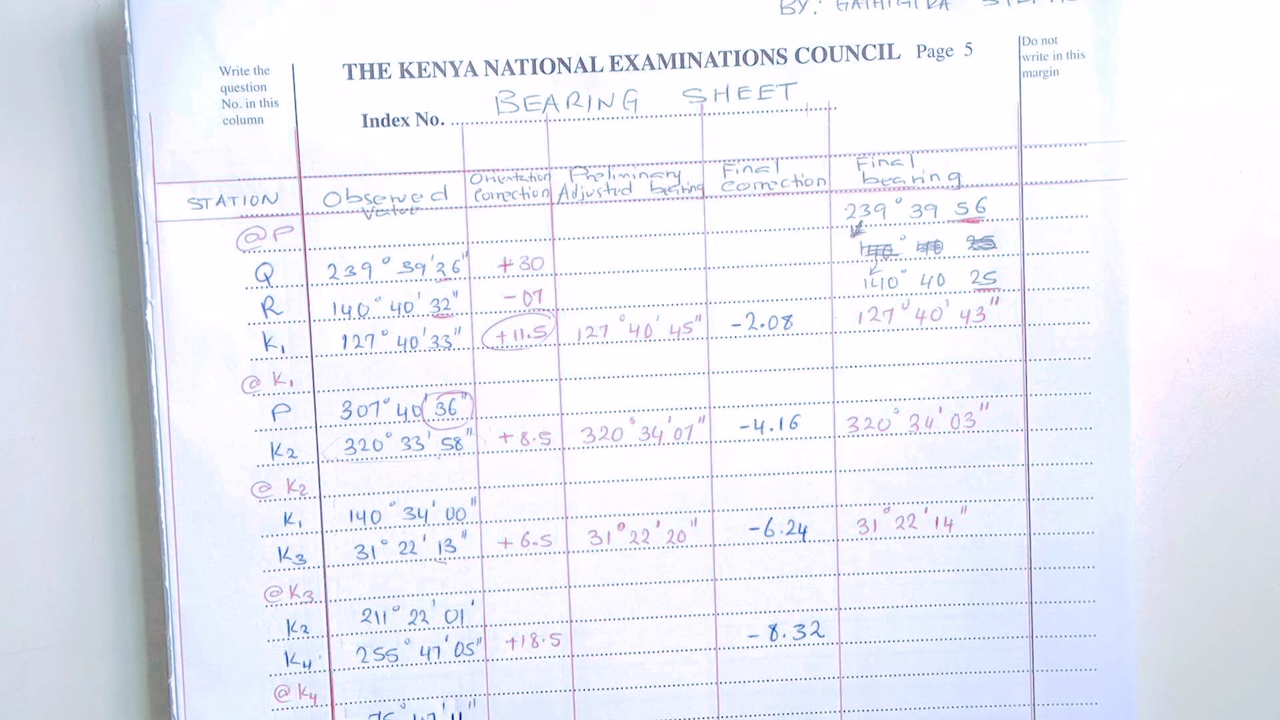 BY:
Write the
question
No. in this
column
THE KENYA NATIONAL EXAMINATIONS COUNCIL Page 5
Do not
write in this
margin
BEARING SHEET
Index No.
STATION Observed Value Orientation Correction Preliminary Adjusted bearing Final Correction Final bearing
@P 239° 39 56
Q 239° 39' 26" +30
R 140° 40' 32" -07 140° 40 25
K1 127° 40' 33" +11.5 127° 40' 45" -2.08 127° 40' 43"
@ K1
P 307° 40' 36"
K2 320° 33' 58" +8.5 320° 34' 07" -4.16 320° 34' 03"
@ K2
K1 140° 34' 00"
K3 31° 22' 13" +6.5 31° 22' 20" -6.24 31° 22' 14"
@K3
K2 211° 22' 01'
K4 255° 47' 05" +18.5 -8.32
@K4